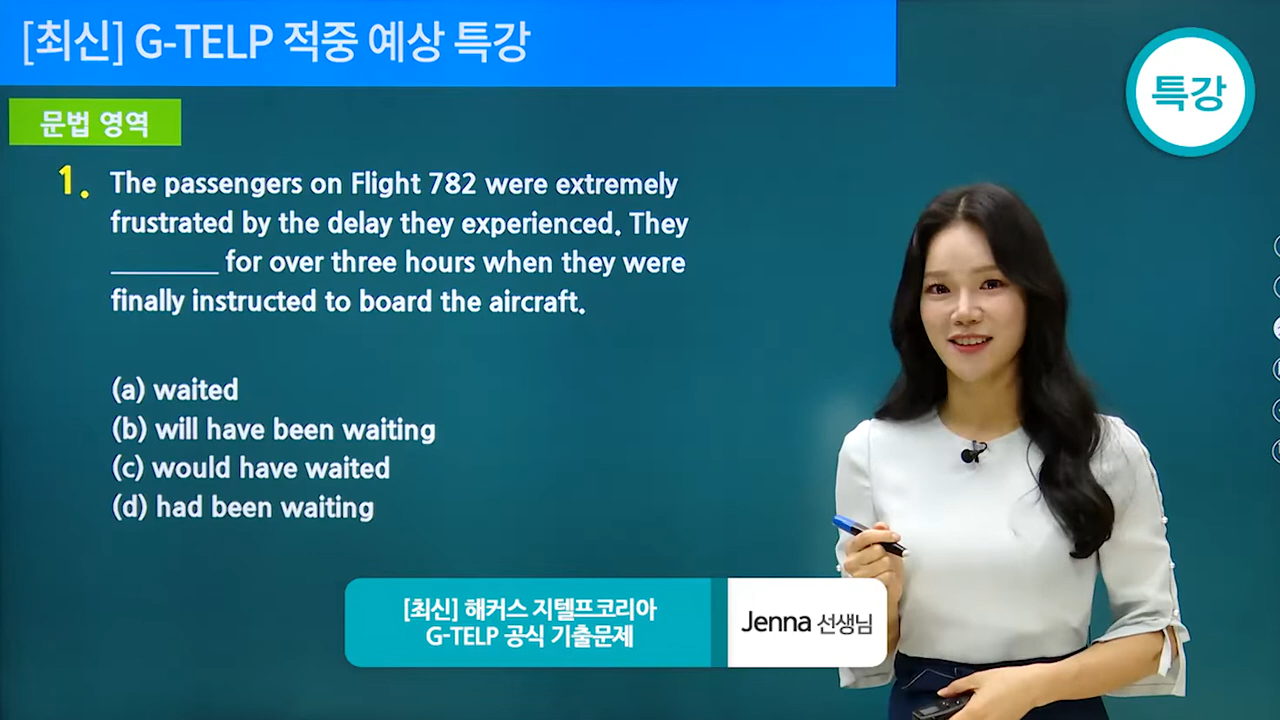 [최신] G-TELP 적중 예상 특강
특강
문법 영역
1. The passengers on Flight 782 were extremely
frustrated by the delay they experienced. They
________ for over three hours when they were
finally instructed to board the aircraft.
(a) waited
(b) will have been waiting
(c) would have waited
(d) had been waiting
[최신] 해커스 지텔프코리아
G-TELP 공식 기출문제
Jenna 선생님